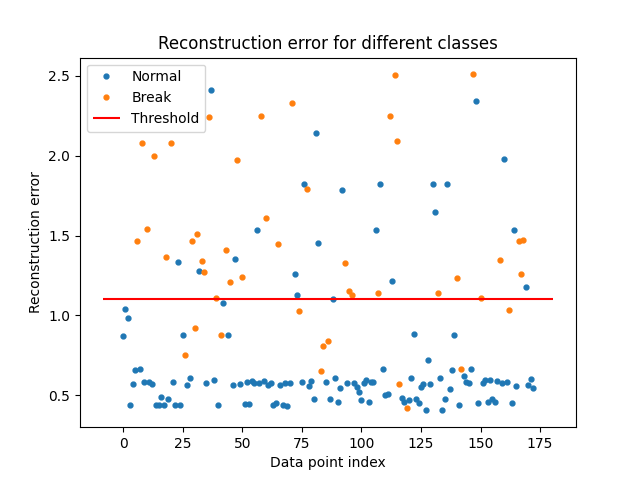 Reconstruction error for different classes
Normal
Break
Threshold
2.5
2.0
1.5
1.0
0.5
Reconstruction error
0 25 50 75 100 125 150 175
Data point index